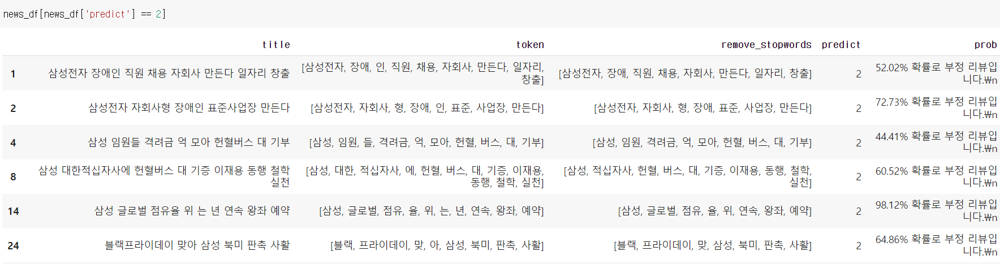 news_df[news_df['predict'] == 2]
title token remove_stopwords predict prob
1 삼성전자 장애인 직원 채용 자회사 만든다 일자리 창출 [삼성전자, 장애, 인, 직원, 채용, 자회사, 만든다, 일자리, 창출] [삼성전자, 장애, 직원, 채용, 자회사, 만든다, 일자리, 창출] 2 52.02% 확률로 부정 리뷰입니다.₩n
2 삼성전자 자회사형 장애인 표준사업장 만든다 [삼성전자, 자회사, 형, 장애, 인, 표준, 사업장, 만든다] [삼성전자, 자회사, 형, 장애, 표준, 사업장, 만든다] 2 72.73% 확률로 부정 리뷰입니다.₩n
4 삼성 임원들 격려금 억 모아 헌혈버스 대 기부 [삼성, 임원, 들, 격려금, 억, 모아, 헌혈, 버스, 대, 기부] [삼성, 임원, 격려금, 억, 모아, 헌혈, 버스, 대, 기부] 2 44.41% 확률로 부정 리뷰입니다.₩n
8 삼성 대한적십자사에 헌혈버스 대 기증 이재용 동행 철학 실천 [삼성, 대한, 적십자사, 에, 헌혈, 버스, 대, 기증, 이재용, 동행, 철학, 실천] [삼성, 적십자사, 헌혈, 버스, 대, 기증, 이재용, 동행, 철학, 실천] 2 60.52% 확률로 부정 리뷰입니다.₩n
14 삼성 글로벌 점유율 위 는 년 연속 왕좌 예약 [삼성, 글로벌, 점유, 율, 위, 는, 년, 연속, 왕좌, 예약] [삼성, 글로벌, 점유, 율, 위, 연속, 왕좌, 예약] 2 98.12% 확률로 부정 리뷰입니다.₩n
24 블랙프라이데이 맞아 삼성 북미 판촉 사활 [블랙, 프라이데이, 맞, 아, 삼성, 북미, 판촉, 사활] [블랙, 프라이데이, 맞, 삼성, 북미, 판촉, 사활] 2 64.86% 확률로 부정 리뷰입니다.₩n